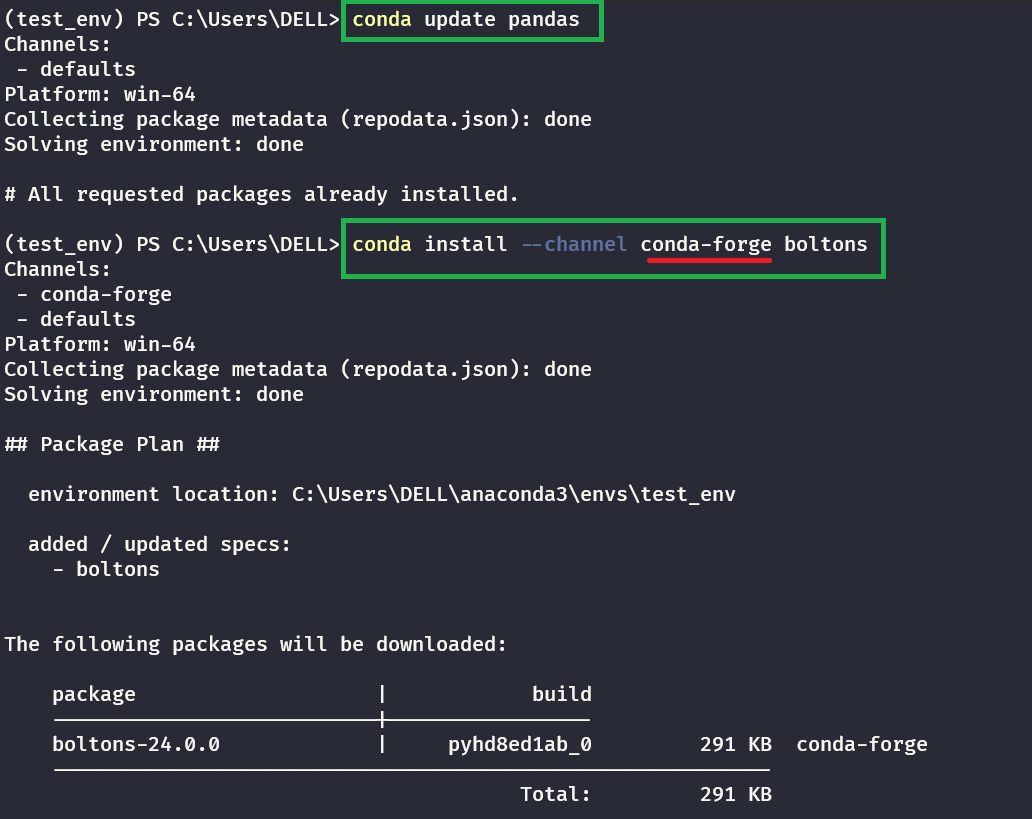 (test_env) PS C:\Users\DELL> conda update pandas
Channels:
 - defaults
Platform: win-64
Collecting package metadata (repodata.json): done
Solving environment: done

# All requested packages already installed.

(test_env) PS C:\Users\DELL> conda install --channel conda-forge boltons
Channels:
 - conda-forge
 - defaults
Platform: win-64
Collecting package metadata (repodata.json): done
Solving environment: done

## Package Plan ##

  environment location: C:\Users\DELL\anaconda3\envs\test_env

  added / updated specs:
    - boltons


The following packages will be downloaded:

    package                    |            build
    ---------------------------|-----------------
    boltons-24.0.0             |     pyhd8ed1ab_0         291 KB  conda-forge
    ------------------------------------------------------------
                                           Total:         291 KB